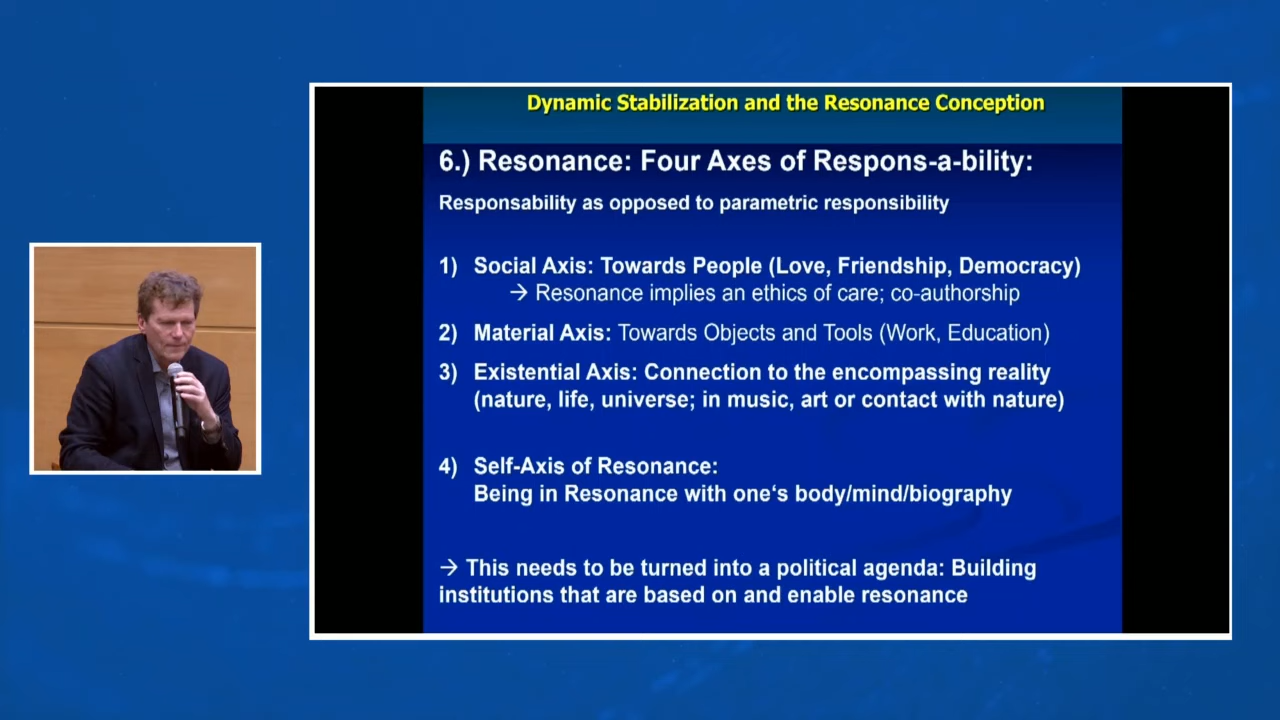 Dynamic Stabilization and the Resonance Conception
6.) Resonance: Four Axes of Respons-a-bility:
Responsability as opposed to parametric responsibility
1) Social Axis: Towards People (Love, Friendship, Democracy)
→ Resonance implies an ethics of care; co-authorship
2) Material Axis: Towards Objects and Tools (Work, Education)
3) Existential Axis: Connection to the encompassing reality
(nature, life, universe; in music, art or contact with nature)
4) Self-Axis of Resonance:
Being in Resonance with one‘s body/mind/biography
→ This needs to be turned into a political agenda: Building
institutions that are based on and enable resonance